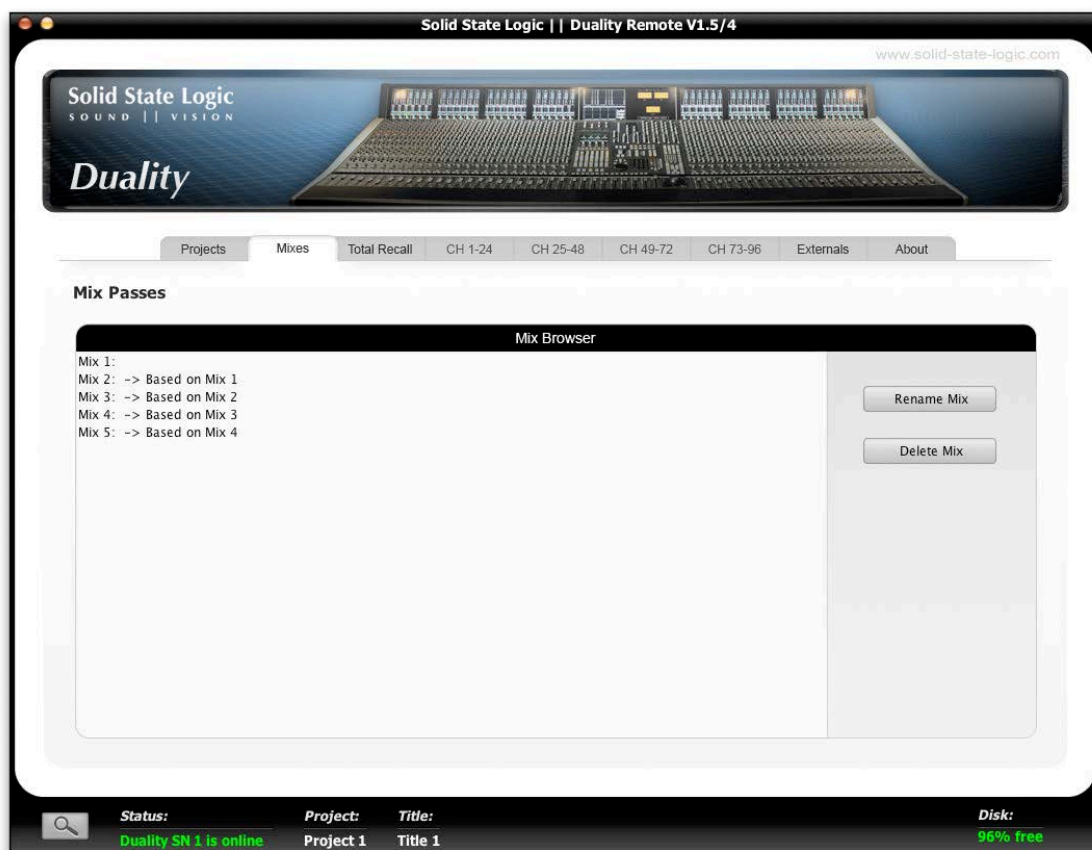 Solid State Logic || Duality Remote V1.5/4
www.solid-state-logic.com
Solid State Logic
SOUND || VISION
Duality
Projects Mixes Total Recall CH 1-24 CH 25-48 CH 49-72 CH 73-96 Externals About
Mix Passes
Mix Browser
Mix 1:
Mix 2: -> Based on Mix 1
Mix 3: -> Based on Mix 2
Mix 4: -> Based on Mix 3
Mix 5: -> Based on Mix 4
Rename Mix
Delete Mix
Status: Project: Title: Disk:
Duality SN 1 is online Project 1 Title 1 96% free